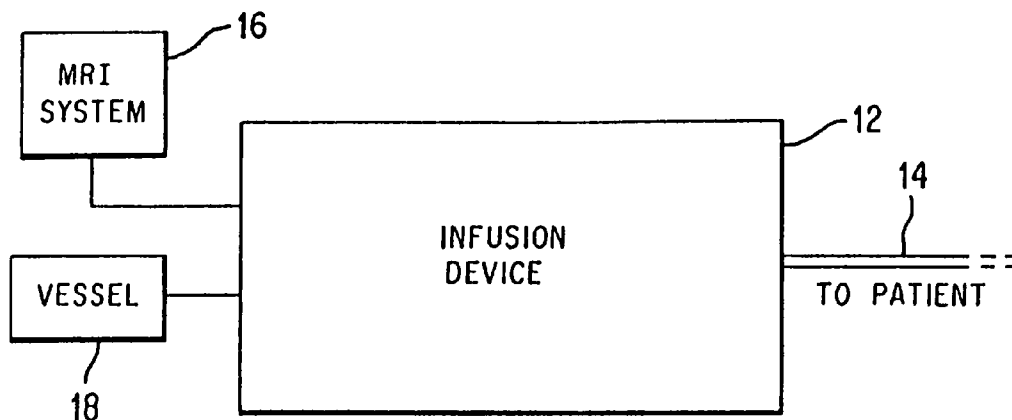 16
MRI
SYSTEM
12
14
INFUSION
DEVICE
VESSEL
TO PATIENT
18